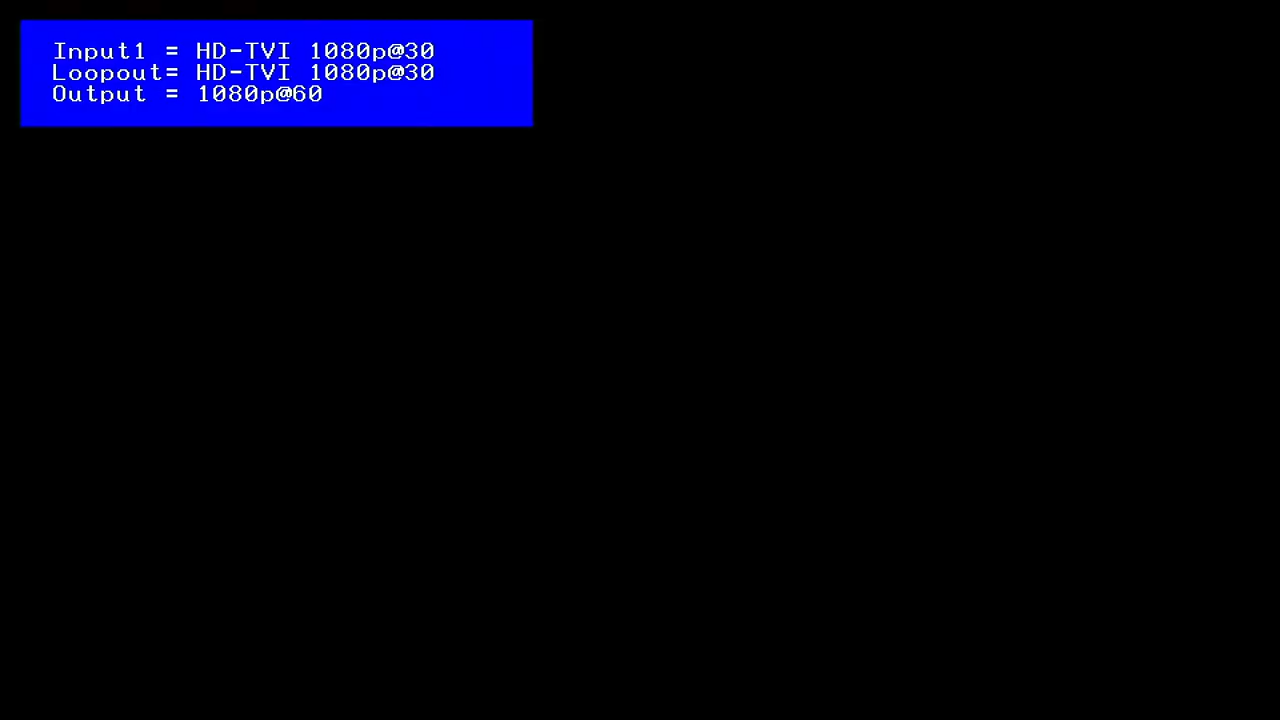 Input1 = HD-TVI 1080p@30
Loopout= HD-TVI 1080p@30
Output = 1080p@60